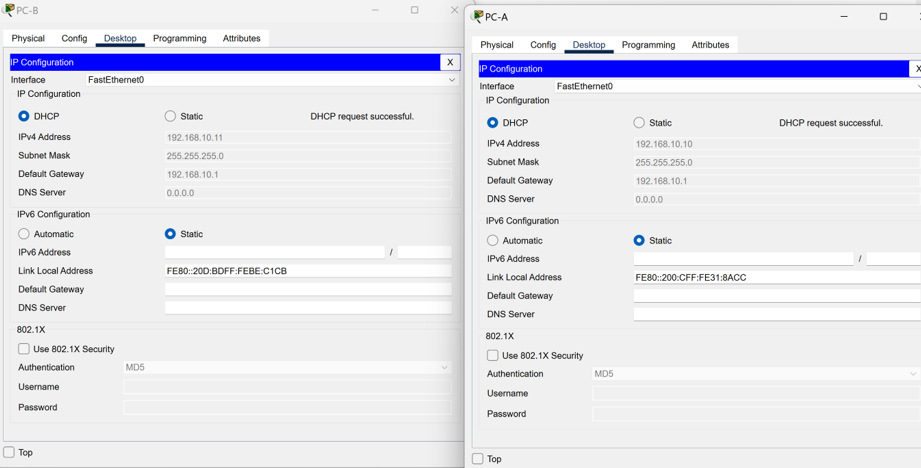 PC-B
Physical Config Desktop Programming Attributes
IP Configuration X
Interface FastEthernet0
IP Configuration
DHCP Static DHCP request successful.
IPv4 Address 192.168.10.11
Subnet Mask 255.255.255.0
Default Gateway 192.168.10.1
DNS Server 0.0.0.0
IPv6 Configuration
Automatic Static
IPv6 Address /
Link Local Address FE80::20D:BDFF:FEBE:C1CB
Default Gateway
DNS Server
802.1X
Use 802.1X Security
Authentication MD5
Username
Password
Top
PC-A
Physical Config Desktop Programming Attributes
IP Configuration X
Interface FastEthernet0
IP Configuration
DHCP Static DHCP request successful.
IPv4 Address 192.168.10.10
Subnet Mask 255.255.255.0
Default Gateway 192.168.10.1
DNS Server 0.0.0.0
IPv6 Configuration
Automatic Static
IPv6 Address /
Link Local Address FE80::200:CFF:FE31:8ACC
Default Gateway
DNS Server
802.1X
Use 802.1X Security
Authentication MD5
Username
Password
Top